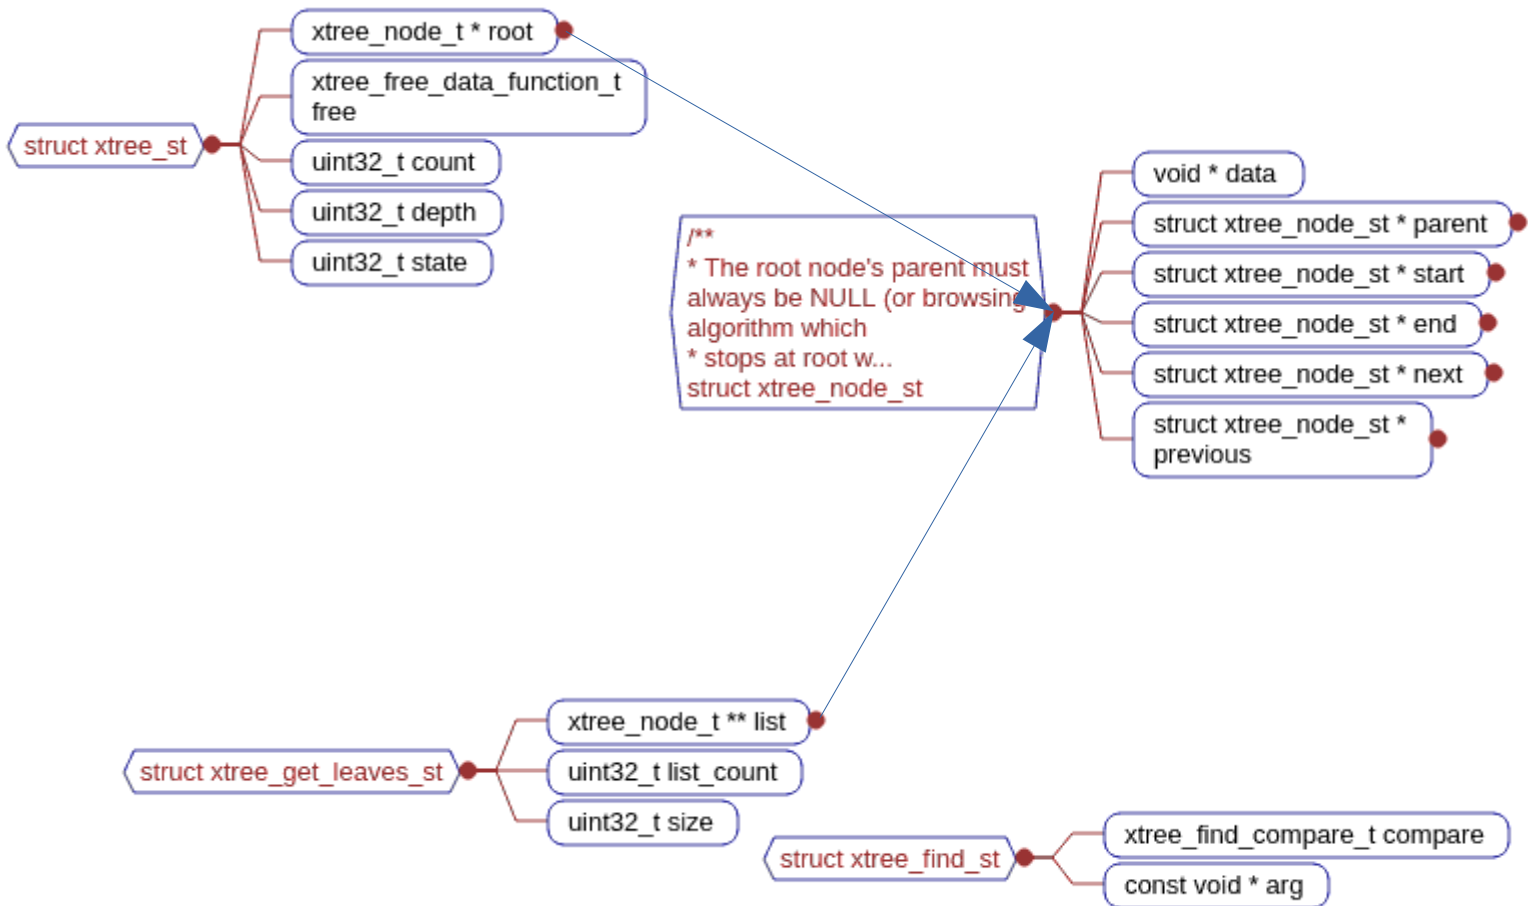 struct xtree_st
xtree_node_t * root
xtree_free_data_function_t
free
uint32_t count
uint32_t depth
uint32_t state
/**
* The root node's parent must
always be NULL (or browsing
algorithm which
* stops at root w...
struct xtree_node_st
void * data
struct xtree_node_st * parent
struct xtree_node_st * start
struct xtree_node_st * end
struct xtree_node_st * next
struct xtree_node_st *
previous
struct xtree_get_leaves_st
xtree_node_t ** list
uint32_t list_count
uint32_t size
struct xtree_find_st
xtree_find_compare_t compare
const void * arg